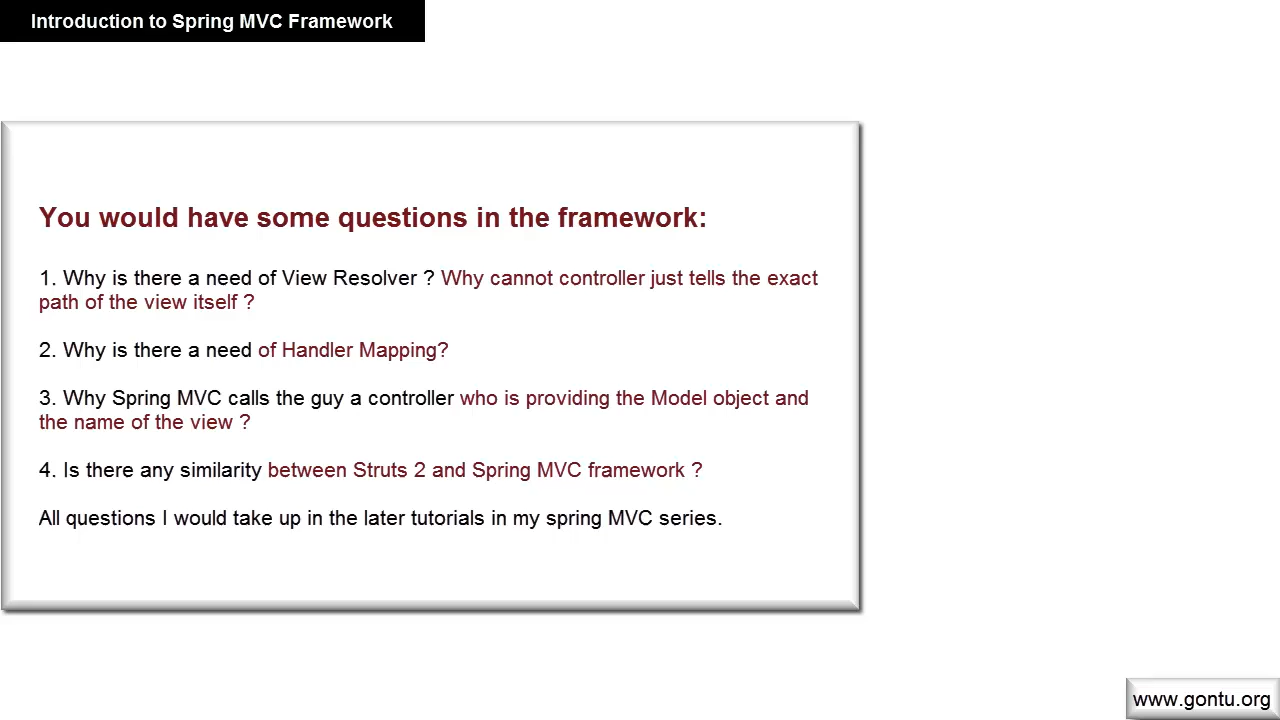 Introduction to Spring MVC Framework
You would have some questions in the framework:
1. Why is there a need of View Resolver ? Why cannot controller just tells the exact
path of the view itself ?
2. Why is there a need of Handler Mapping?
3. Why Spring MVC calls the guy a controller who is providing the Model object and
the name of the view ?
4. Is there any similarity between Struts 2 and Spring MVC framework ?
All questions I would take up in the later tutorials in my spring MVC series.
www.gontu.org